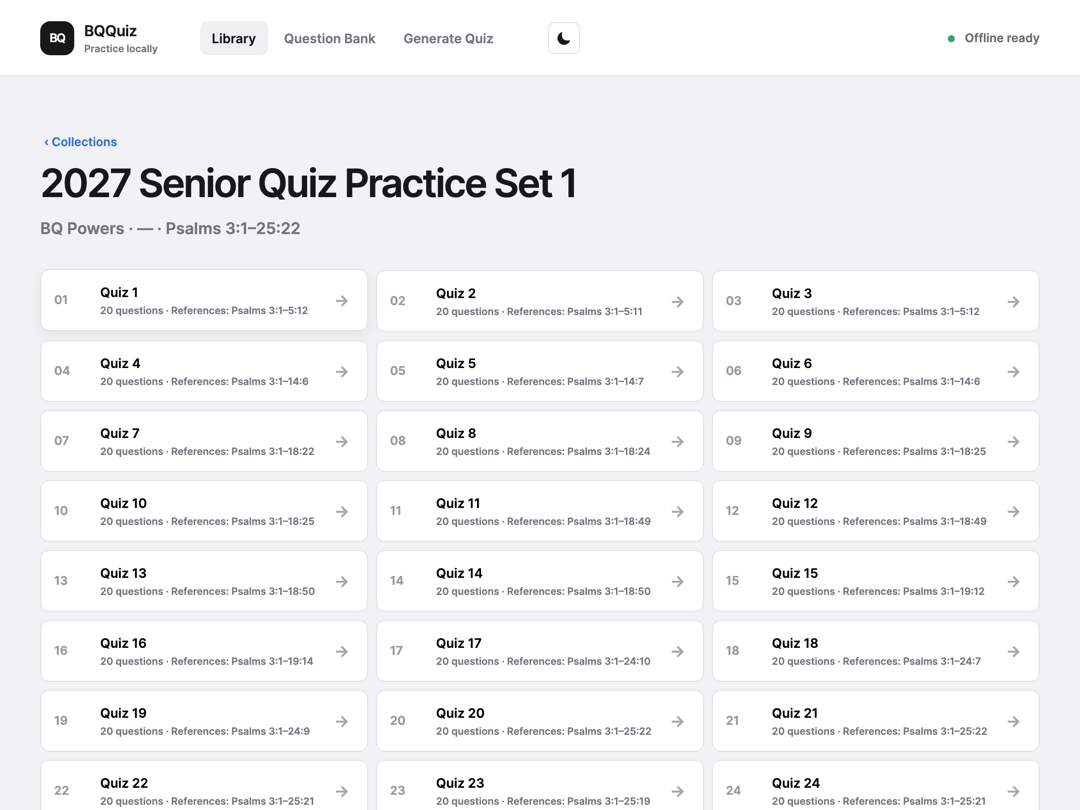 BQ
BQQuiz
Practice locally
Library
Question Bank
Generate Quiz
Offline ready
‹ Collections
2027 Senior Quiz Practice Set 1
BQ Powers · — · Psalms 3:1–25:22
01
Quiz 1
20 questions · References: Psalms 3:1–5:12
02
Quiz 2
20 questions · References: Psalms 3:1–5:11
03
Quiz 3
20 questions · References: Psalms 3:1–5:12
04
Quiz 4
20 questions · References: Psalms 3:1–14:6
05
Quiz 5
20 questions · References: Psalms 3:1–14:7
06
Quiz 6
20 questions · References: Psalms 3:1–14:6
07
Quiz 7
20 questions · References: Psalms 3:1–18:22
08
Quiz 8
20 questions · References: Psalms 3:1–18:24
09
Quiz 9
20 questions · References: Psalms 3:1–18:25
10
Quiz 10
20 questions · References: Psalms 3:1–18:25
11
Quiz 11
20 questions · References: Psalms 3:1–18:49
12
Quiz 12
20 questions · References: Psalms 3:1–18:49
13
Quiz 13
20 questions · References: Psalms 3:1–18:50
14
Quiz 14
20 questions · References: Psalms 3:1–18:50
15
Quiz 15
20 questions · References: Psalms 3:1–19:12
16
Quiz 16
20 questions · References: Psalms 3:1–19:14
17
Quiz 17
20 questions · References: Psalms 3:1–24:10
18
Quiz 18
20 questions · References: Psalms 3:1–24:7
19
Quiz 19
20 questions · References: Psalms 3:1–24:9
20
Quiz 20
20 questions · References: Psalms 3:1–25:22
21
Quiz 21
20 questions · References: Psalms 3:1–25:22
22
Quiz 22
20 questions · References: Psalms 3:1–25:21
23
Quiz 23
20 questions · References: Psalms 3:1–25:19
24
Quiz 24
20 questions · References: Psalms 3:1–25:21